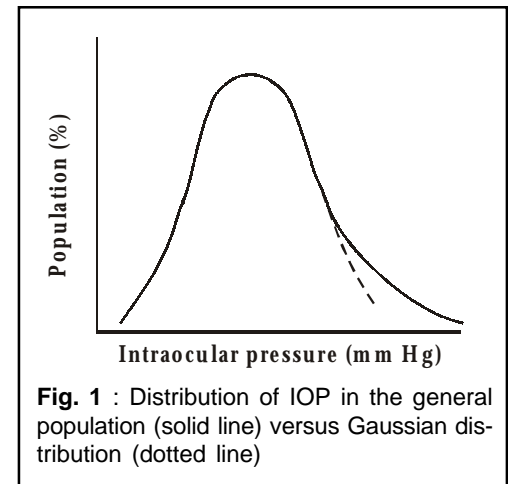 Population (%)
Intraocular pressure (mm Hg)
Fig. 1 : Distribution of IOP in the general
population (solid line) versus Gaussian dis-
tribution (dotted line)